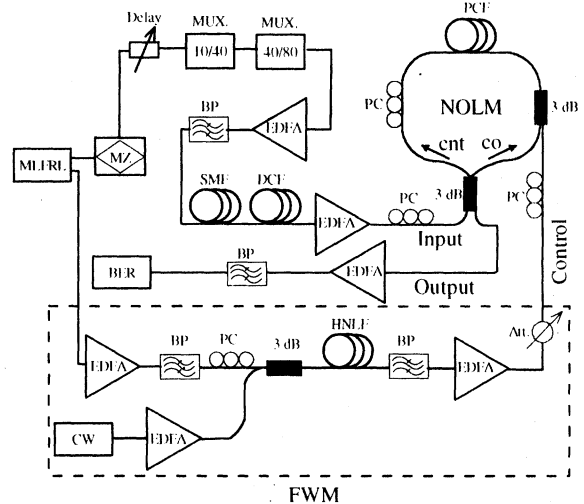 PCF
Delay
MUX.
MUX.
10/40
40/80
PC
NOLM
3 dB
BP
EDFA
cnt
co
MLFRL
MZ
SMF
DCF
PC
3 dB
PC
EDFA
Input
Control
BER
BP
EDFA
Output
Att.
HNLF
BP
PC
3 dB
BP
EDFA
EDFA
CW
EDFA
FWM